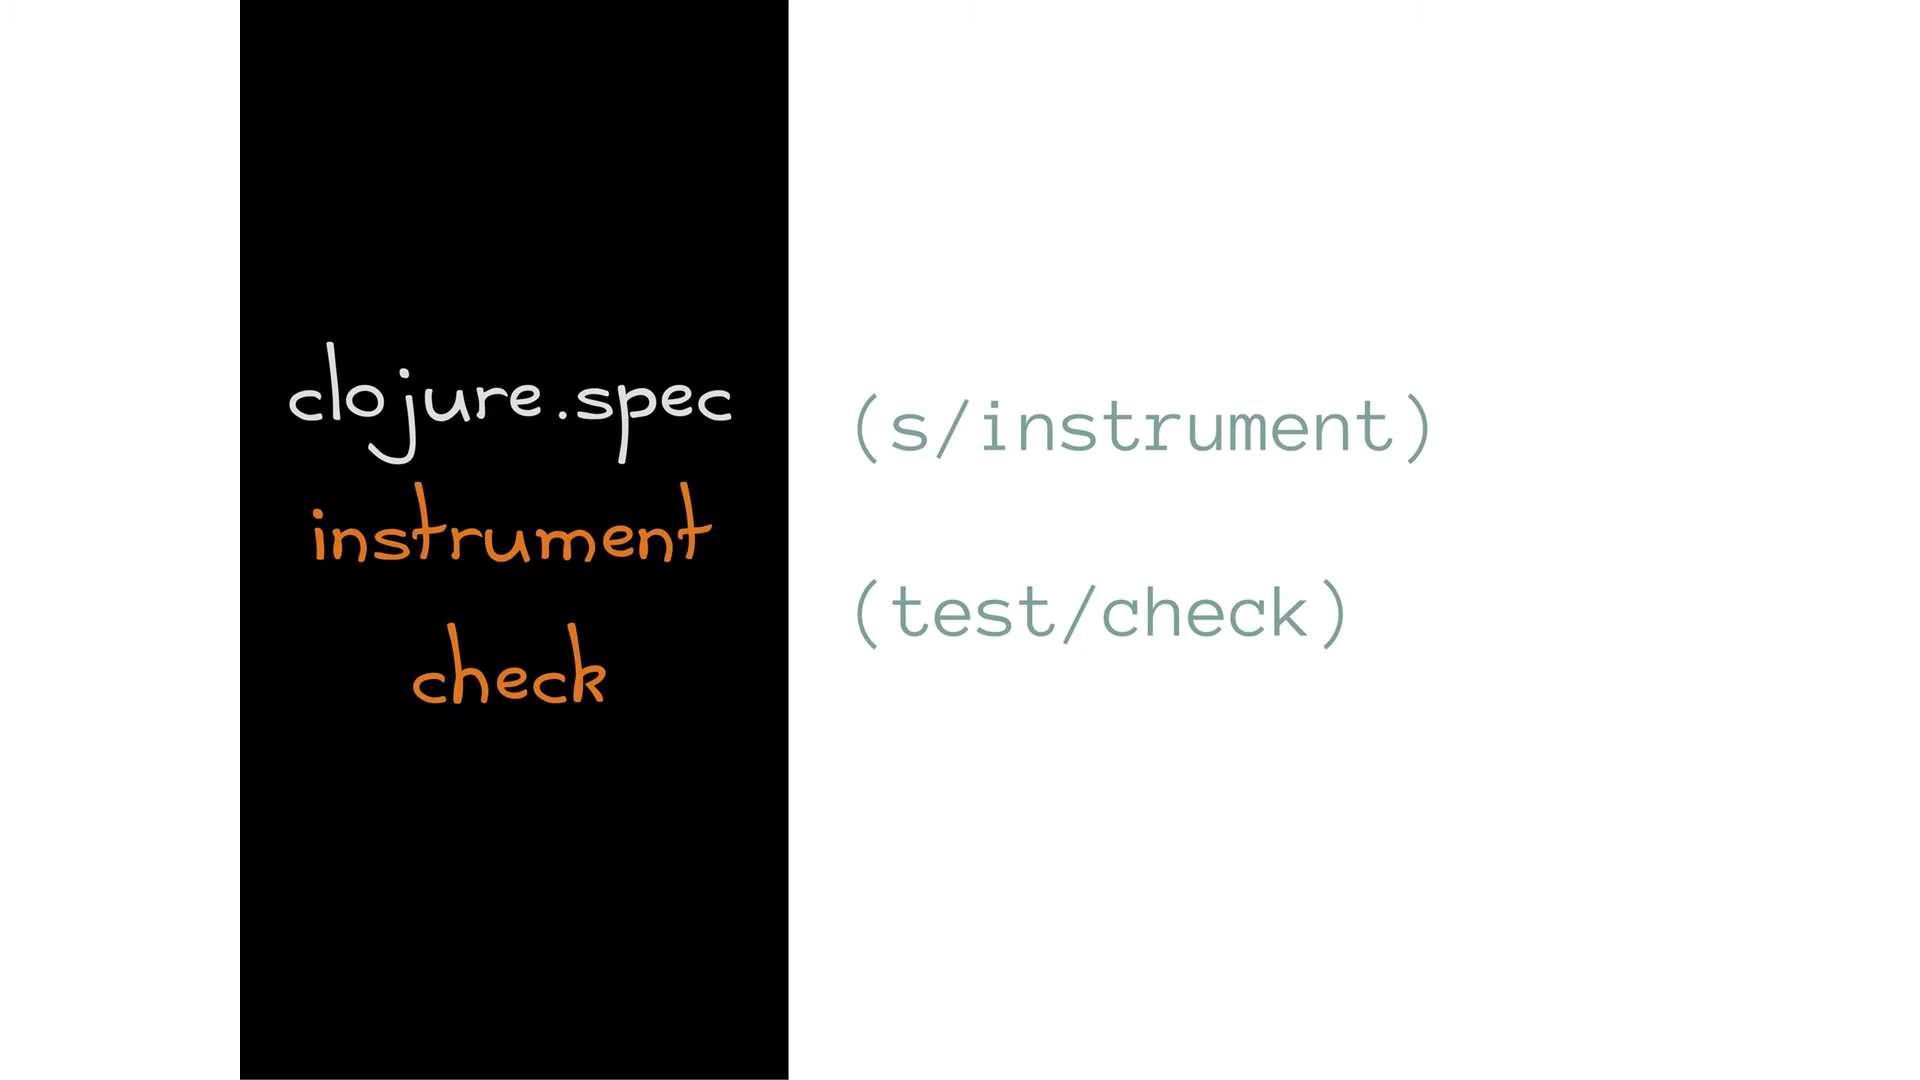 clojure.spec
instrument
check
(s/instrument)
(test/check)